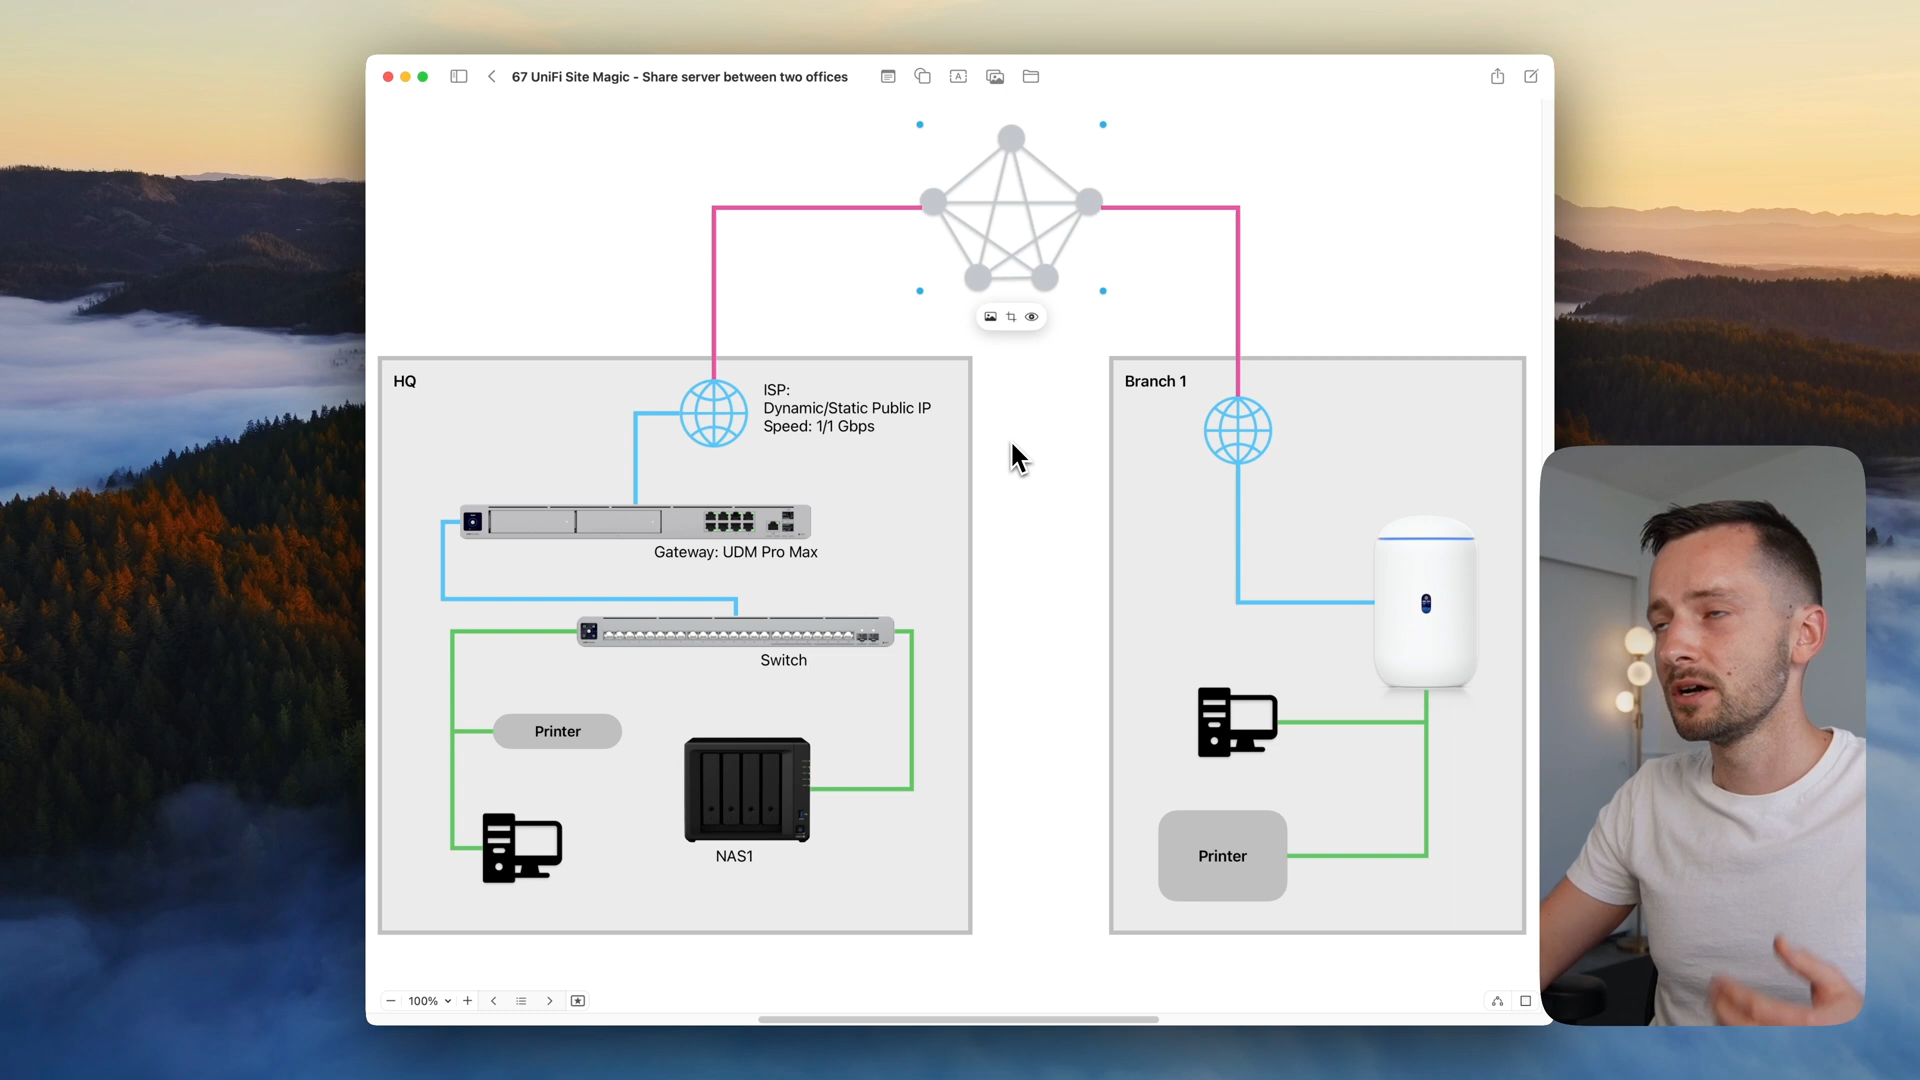 67 UniFi Site Magic - Share server between two offices
HQ
ISP:
Dynamic/Static Public IP
Speed: 1/1 Gbps
Gateway: UDM Pro Max
Switch
Printer
NAS1
Branch 1
Printer
100%